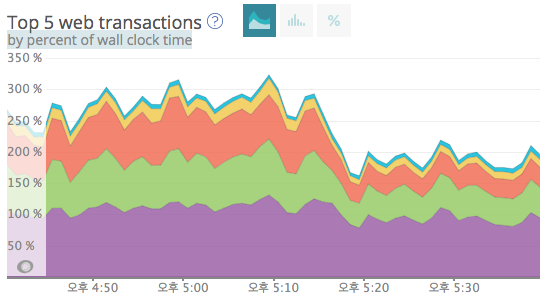 Top 5 web transactions ?
by percent of wall clock time
%
350 %
300 %
250 %
200 %
150 %
100 %
50 %
오후 4:50 오후 5:00 오후 5:10 오후 5:20 오후 5:30